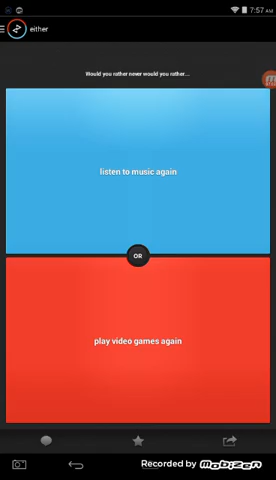 7:57 AM
either
Would you rather never would you rather...
listen to music again
OR
play video games again
Recorded by MOBIZEN